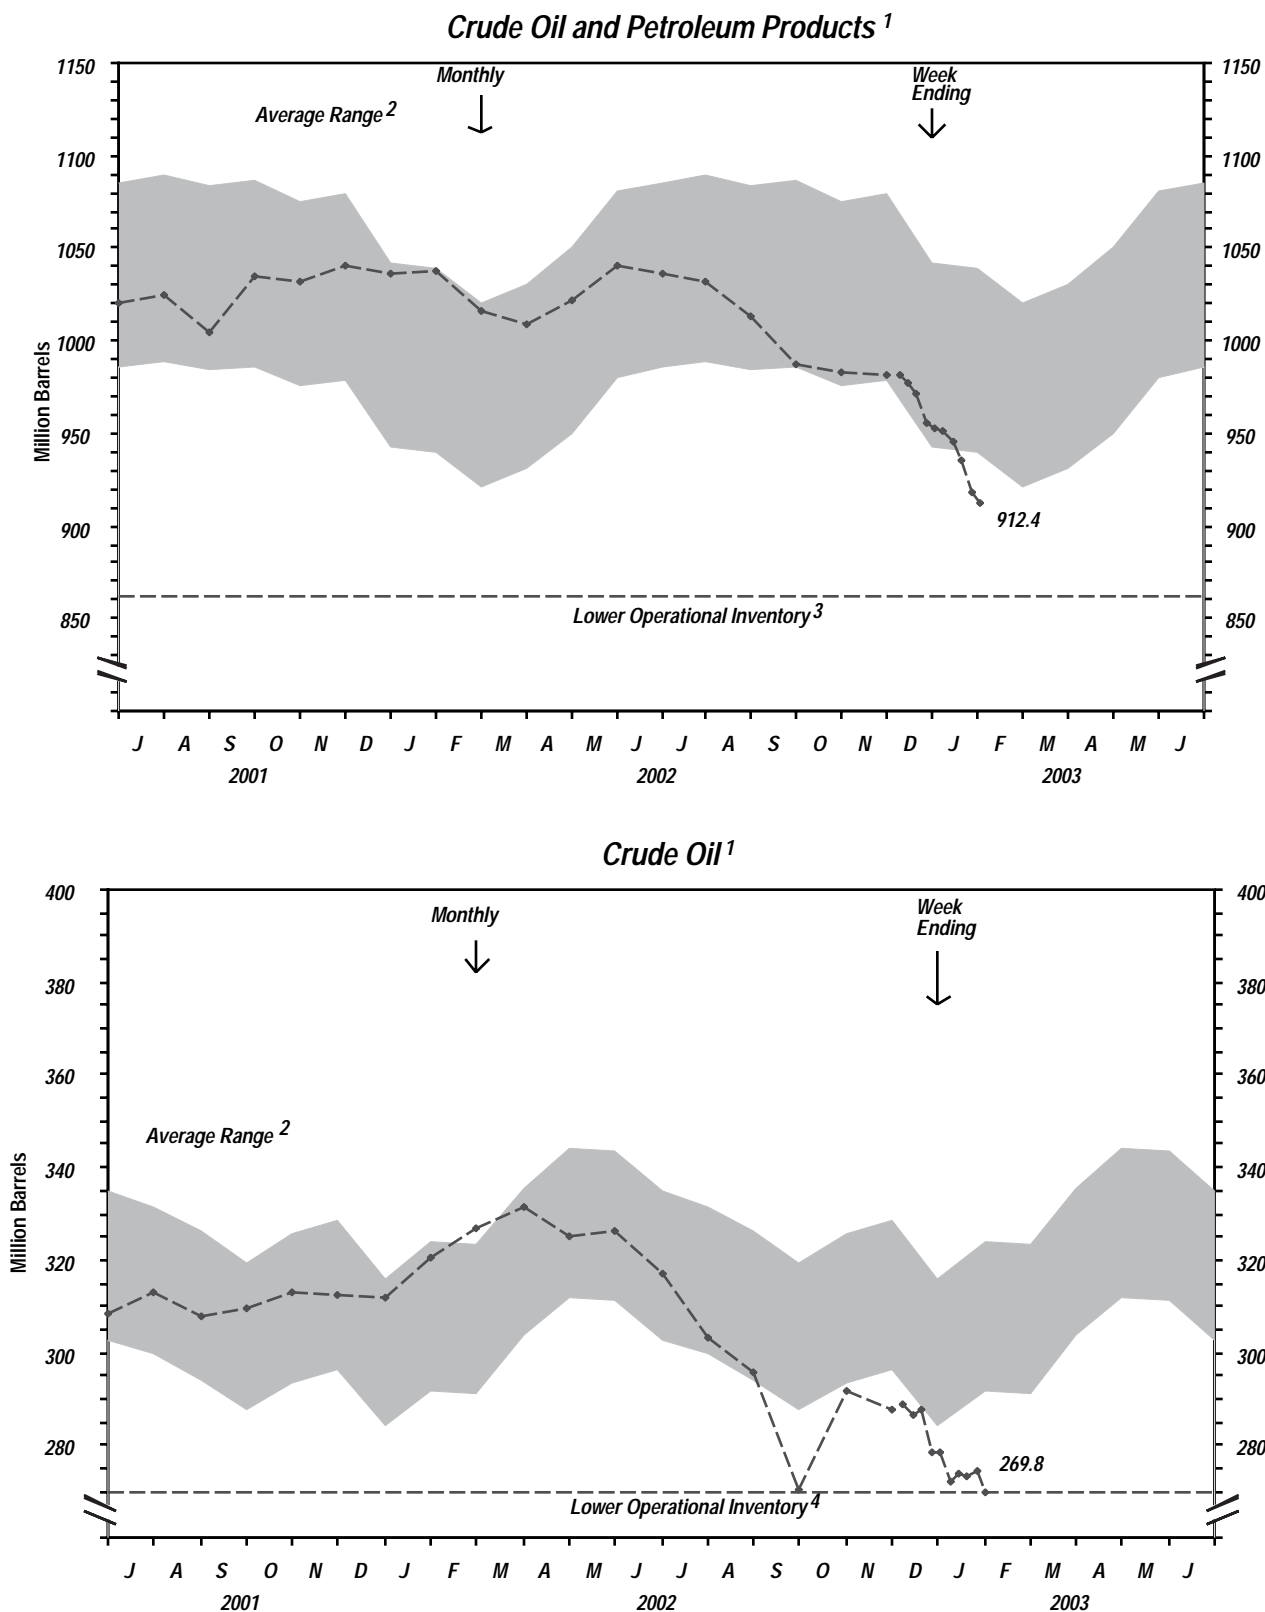 Crude Oil and Petroleum Products 1
1150
1150
Monthly
Week
Ending
Average Range 2
1100
1100
1050
1050
1000
1000
Million Barrels
950
950
912.4
900
900
Lower Operational Inventory 3
850
850
J A S O N D J F M A M J J A S O N D J F M A M J
2001 2002 2003
Crude Oil 1
400
400
Monthly
Week
Ending
380
380
360
360
Average Range 2
340
340
Million Barrels
320
320
300
300
280
280
269.8
Lower Operational Inventory 4
J A S O N D J F M A M J J A S O N D J F M A M J
2001 2002 2003